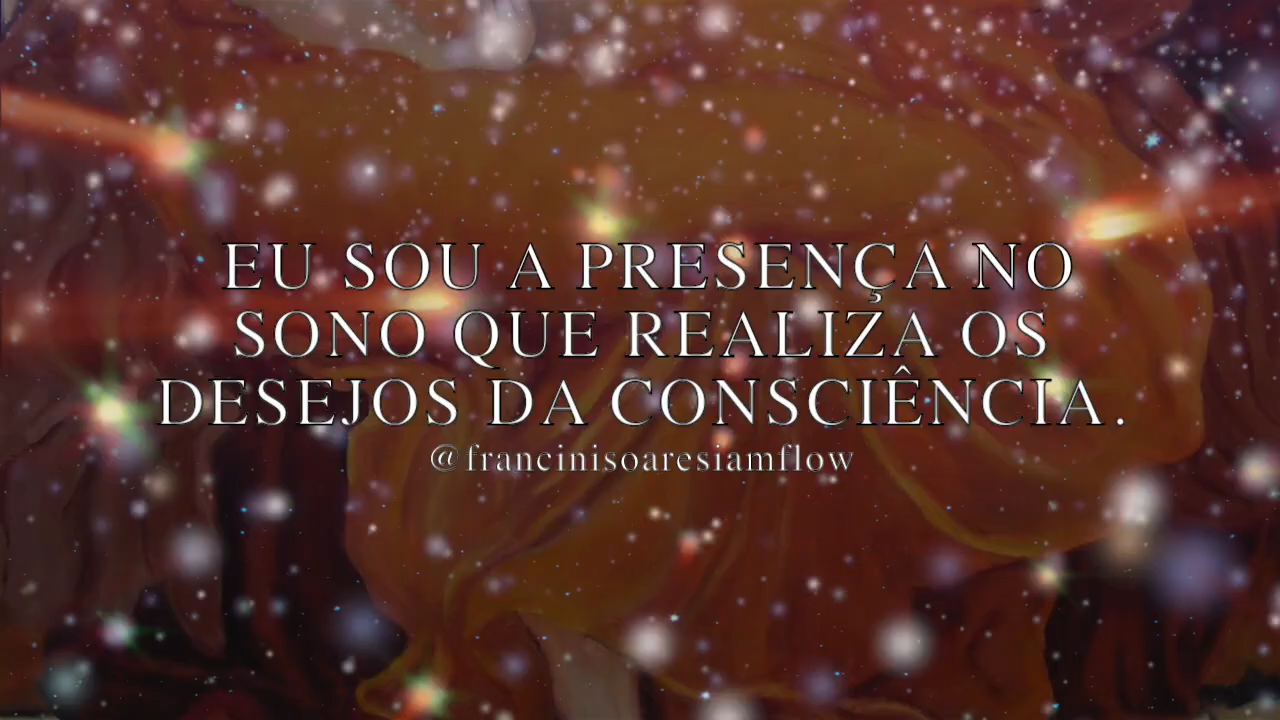 EU SOU A PRESENÇA NO
SONO QUE REALIZA OS
DESEJOS DA CONSCIÊNCIA.
@francinisoaresiamflow